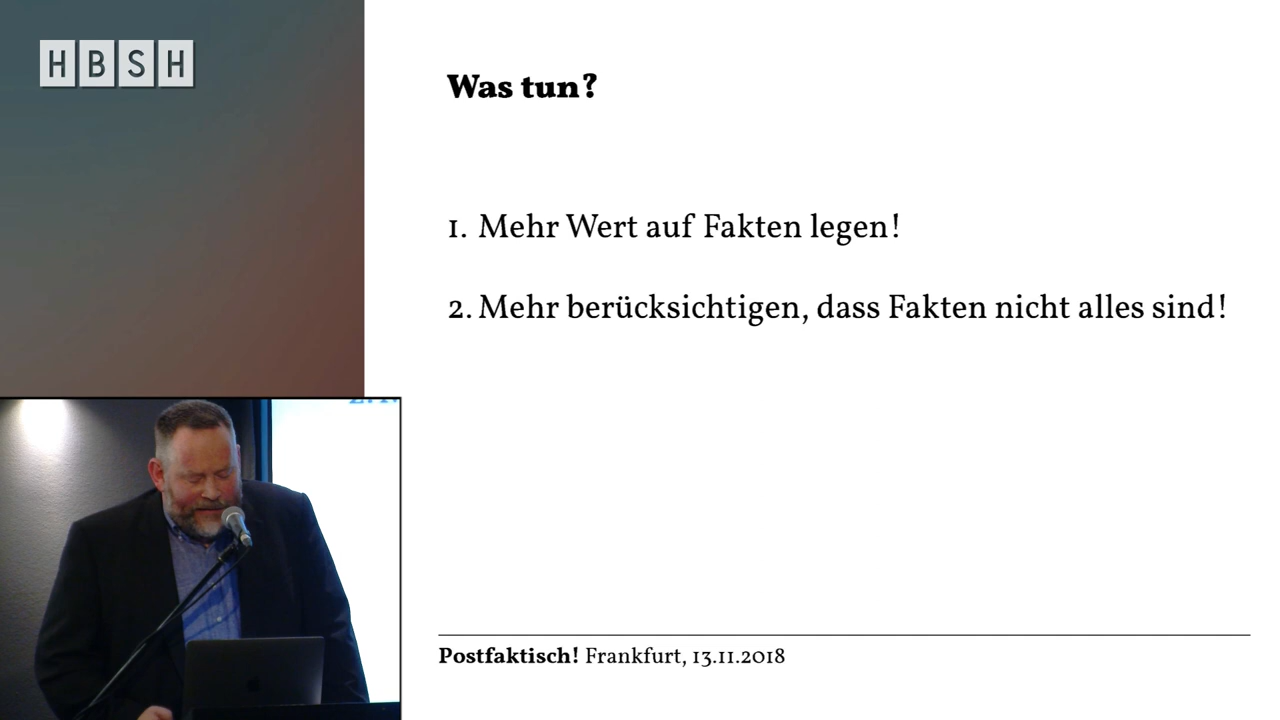 HBSH
Was tun?
1. Mehr Wert auf Fakten legen!
2. Mehr berücksichtigen, dass Fakten nicht alles sind!
Postfaktisch! Frankfurt, 13.11.2018